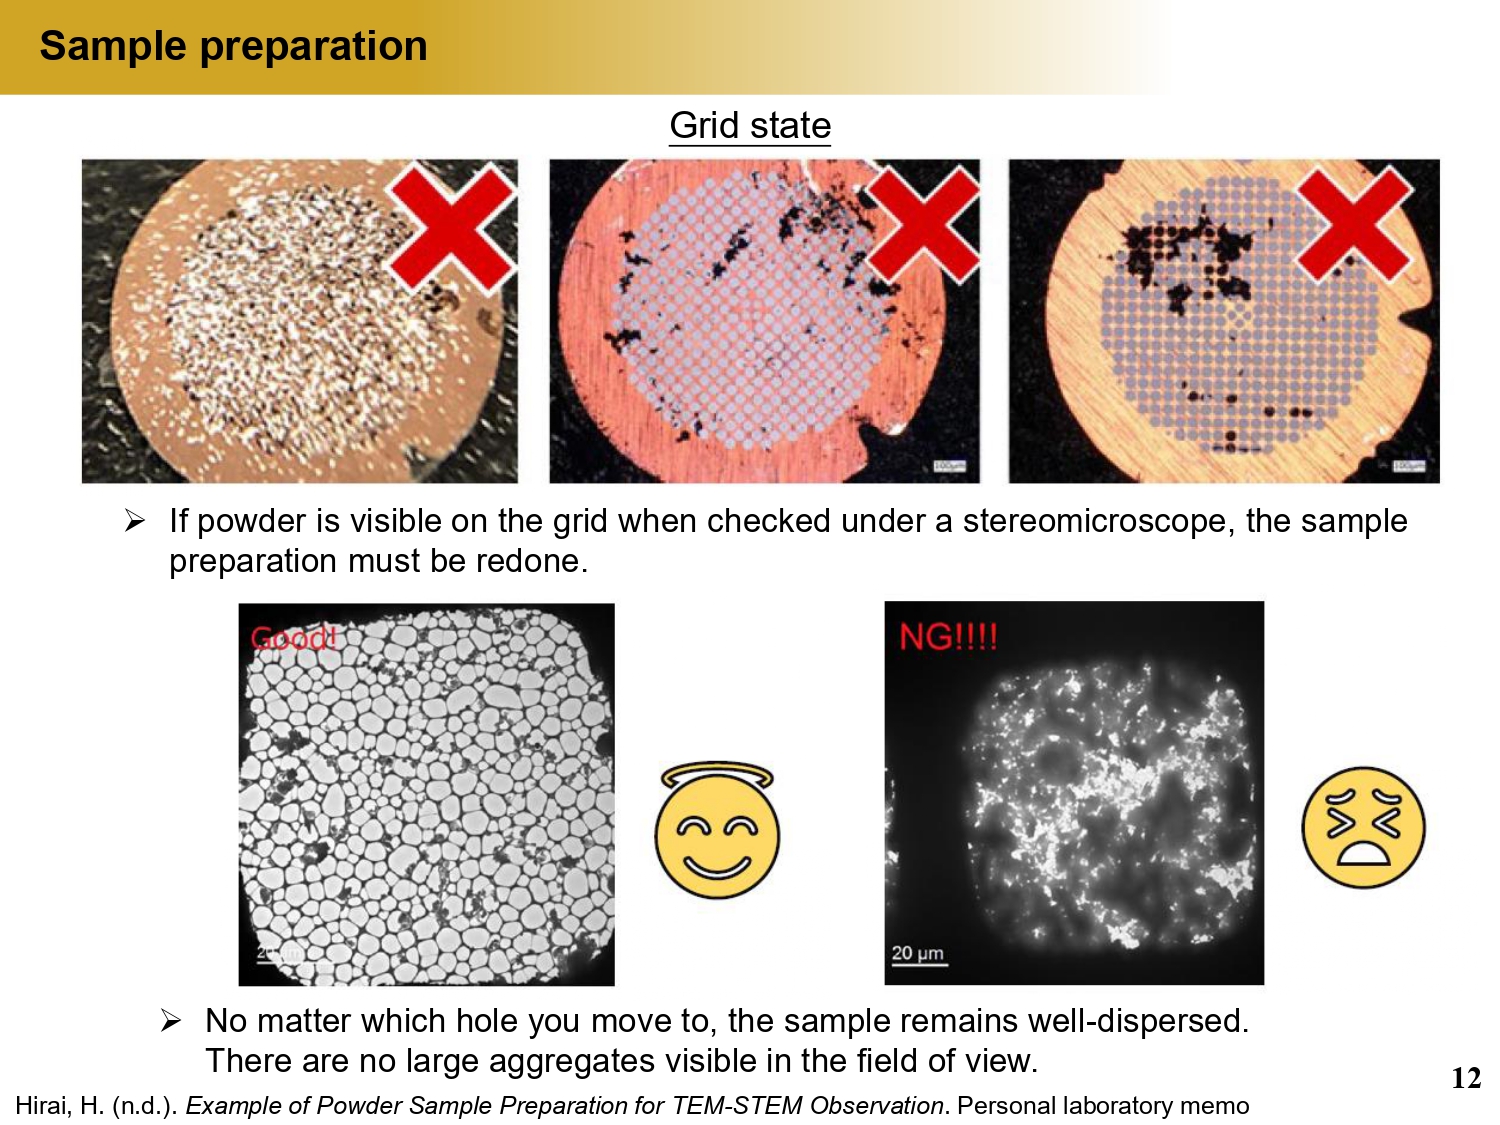 Sample preparation
Grid state
100μm
100μm
➢ If powder is visible on the grid when checked under a stereomicroscope, the sample
preparation must be redone.
Good!
20 μm
NG!!!!
20 μm
➢ No matter which hole you move to, the sample remains well-dispersed.
There are no large aggregates visible in the field of view.
12
Hirai, H. (n.d.). Example of Powder Sample Preparation for TEM-STEM Observation. Personal laboratory memo